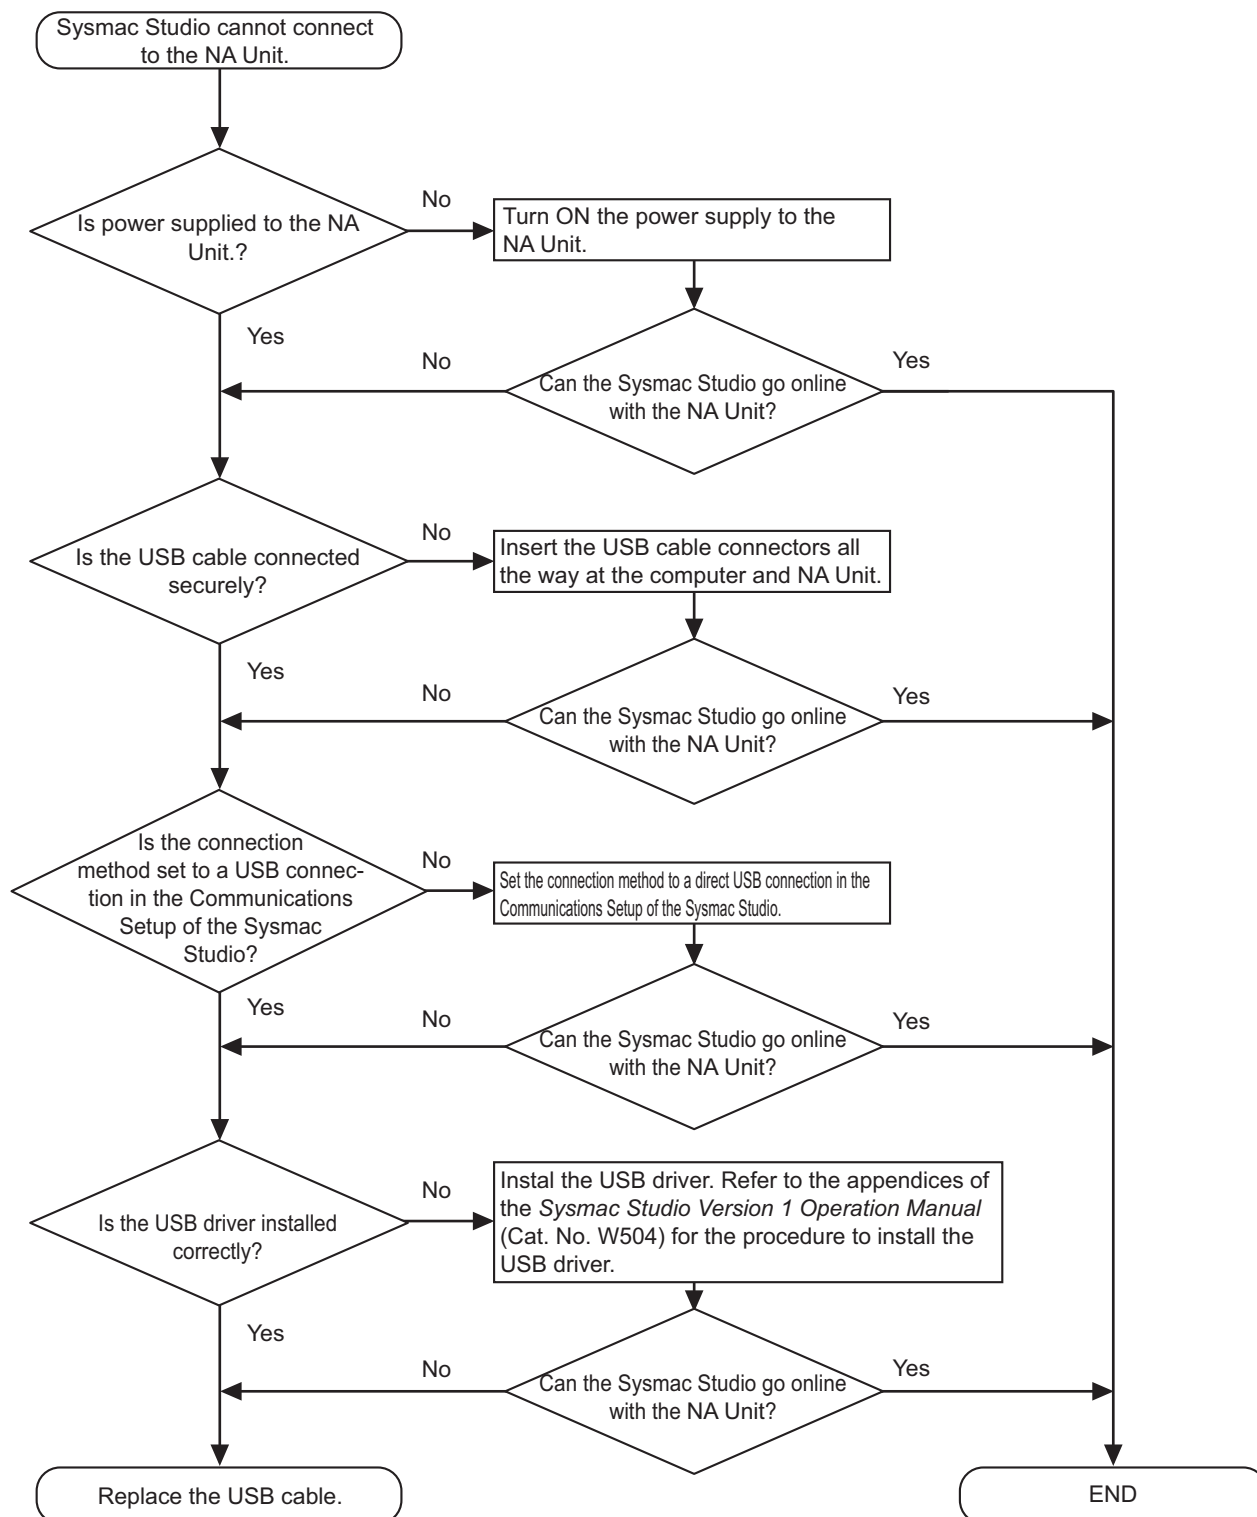 Sysmac Studio cannot connect
to the NA Unit.
Is power supplied to the NA
Unit.?
No
Turn ON the power supply to the
NA Unit.
Yes
No
Can the Sysmac Studio go online
with the NA Unit?
Yes
Is the USB cable connected
securely?
No
Insert the USB cable connectors all
the way at the computer and NA Unit.
Yes
No
Can the Sysmac Studio go online
with the NA Unit?
Yes
Is the connection
method set to a USB connec-
tion in the Communications
Setup of the Sysmac
Studio?
No
Set the connection method to a direct USB connection in the
Communications Setup of the Sysmac Studio.
Yes
No
Can the Sysmac Studio go online
with the NA Unit?
Yes
Is the USB driver installed
correctly?
No
Instal the USB driver. Refer to the appendices of
the Sysmac Studio Version 1 Operation Manual
(Cat. No. W504) for the procedure to install the
USB driver.
Yes
No
Can the Sysmac Studio go online
with the NA Unit?
Yes
Replace the USB cable.
END